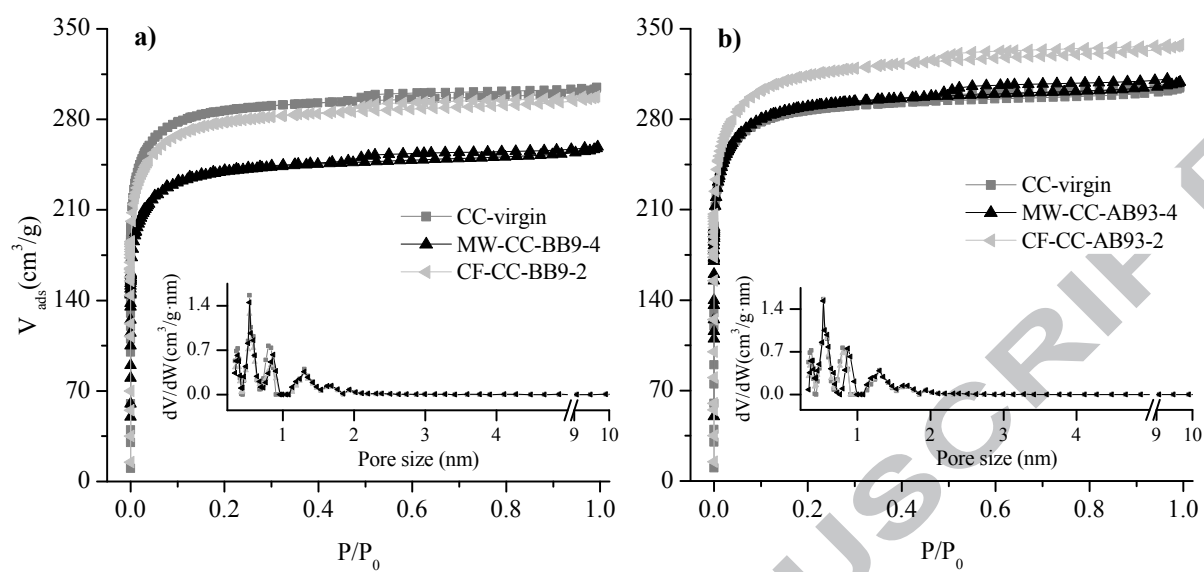 a)
350
280
210
140
70
0
V_ads (cm³/g)
CC-virgin
MW-CC-BB9-4
CF-CC-BB9-2
dV/dW(cm³/g·nm)
1.4
0.7
0.0
1 2 3 4 9 10
Pore size (nm)
0.0 0.2 0.4 0.6 0.8 1.0
P/P₀
b)
350
280
210
140
70
0
CC-virgin
MW-CC-AB93-4
CF-CC-AB93-2
dV/dW(cm³/g·nm)
1.4
0.7
0.0
1 2 3 4 9 10
Pore size (nm)
0.0 0.2 0.4 0.6 0.8 1.0
P/P₀
USCRIP